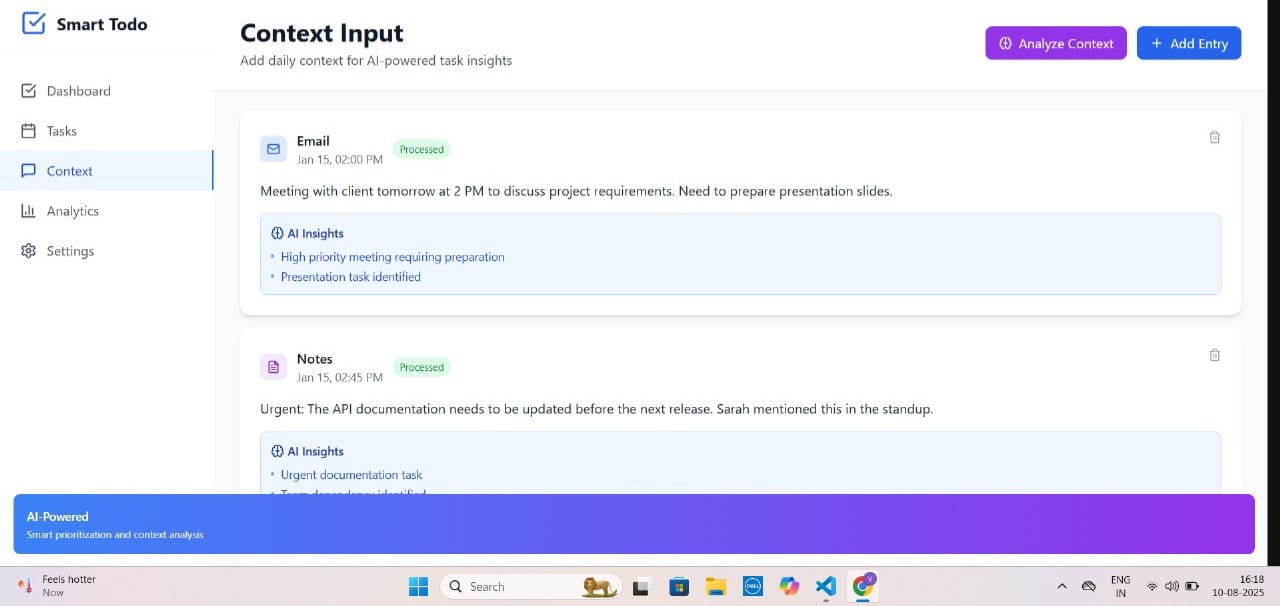 Smart Todo
Dashboard
Tasks
Context
Analytics
Settings
Context Input
Add daily context for AI-powered task insights
Analyze Context
+ Add Entry
Email
Jan 15, 02:00 PM
Processed
Meeting with client tomorrow at 2 PM to discuss project requirements. Need to prepare presentation slides.
AI Insights
• High priority meeting requiring preparation
• Presentation task identified
Notes
Jan 15, 02:45 PM
Processed
Urgent: The API documentation needs to be updated before the next release. Sarah mentioned this in the standup.
AI Insights
• Urgent documentation task
• Team dependency identified
AI-Powered
Smart prioritization and context analysis
Feels hotter
Now
Search
DELL
V
ENG
IN
16:18
10-08-2025